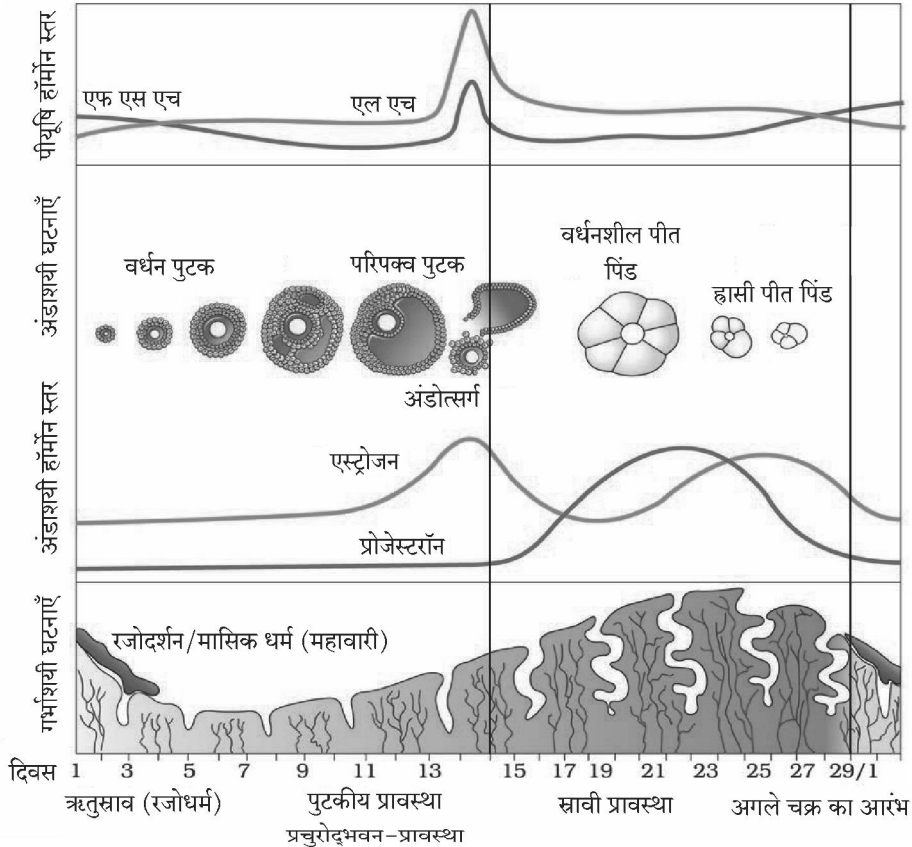 पीयूषि हॉर्मोन स्तर
एफ एस एच
एल एच
अंडाशयी घटनाएँ
वर्धन पुटक
परिपक्व पुटक
वर्धनशील पीत
पिंड
ह्रासी पीत पिंड
अंडोत्सर्ग
अंडाशयी हॉर्मोन स्तर
एस्ट्रोजन
प्रोजेस्टरॉन
गर्भाशयी घटनाएँ
रजोदर्शन/मासिक धर्म (महावारी)
दिवस 1 3 5 7 9 11 13 15 17 19 21 23 25 27 29/1
ऋतुस्राव (रजोधर्म) पुटकीय प्रावस्था स्रावी प्रावस्था अगले चक्र का आरंभ
प्रचुरोद्भवन-प्रावस्था